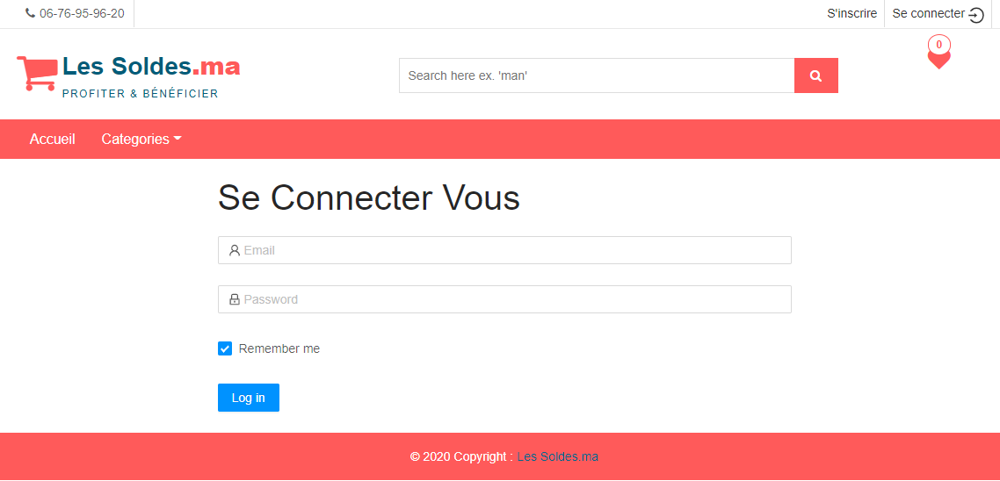 06-76-95-96-20
S'inscrire
Se connecter
Les Soldes.ma
PROFITER & BÉNÉFICIER
Search here ex. 'man'
0
Accueil
Categories
Se Connecter Vous
Email
Password
Remember me
Log in
© 2020 Copyright : Les Soldes.ma